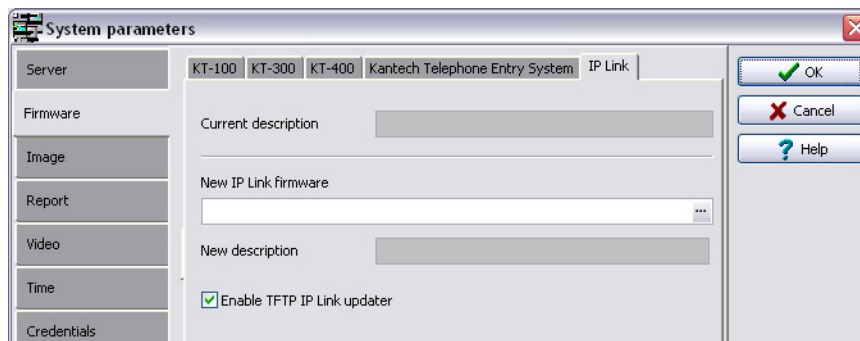 System parameters
Server
Firmware
Image
Report
Video
Time
Credentials
KT-100 KT-300 KT-400 Kantech Telephone Entry System IP Link
Current description
New IP Link firmware
...
New description
Enable TFTP IP Link updater
OK
Cancel
? Help